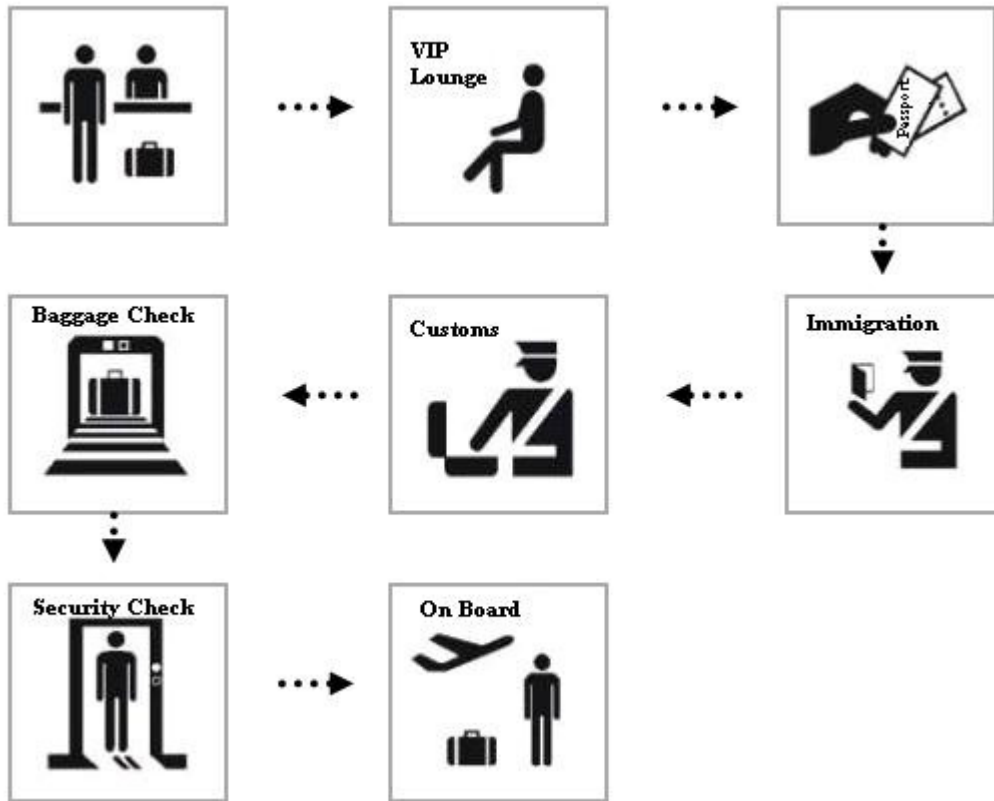 VIP
Lounge
Passport
Immigration
Customs
Baggage Check
Security Check
On Board